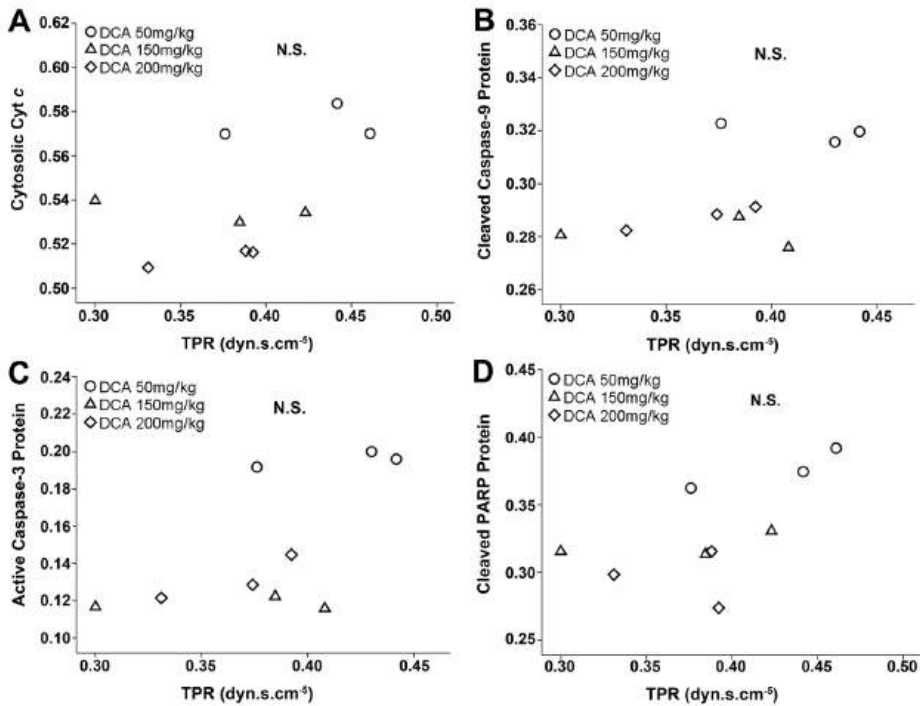 A
○ DCA 50mg/kg
△ DCA 150mg/kg
◇ DCA 200mg/kg
N.S.
Cytosolic Cyt c
0.62
0.60
0.58
0.56
0.54
0.52
0.50
0.30 0.35 0.40 0.45 0.50
TPR (dyn.s.cm-5)
B
○ DCA 50mg/kg
△ DCA 150mg/kg
◇ DCA 200mg/kg
N.S.
Cleaved Caspase-9 Protein
0.36
0.34
0.32
0.30
0.28
0.26
0.30 0.35 0.40 0.45
TPR (dyn.s.cm-5)
C
○ DCA 50mg/kg
△ DCA 150mg/kg
◇ DCA 200mg/kg
N.S.
Active Caspase-3 Protein
0.24
0.22
0.20
0.18
0.16
0.14
0.12
0.10
0.30 0.35 0.40 0.45
TPR (dyn.s.cm-5)
D
○ DCA 50mg/kg
△ DCA 150mg/kg
◇ DCA 200mg/kg
N.S.
Cleaved PARP Protein
0.45
0.40
0.35
0.30
0.25
0.30 0.35 0.40 0.45 0.50
TPR (dyn.s.cm-5)